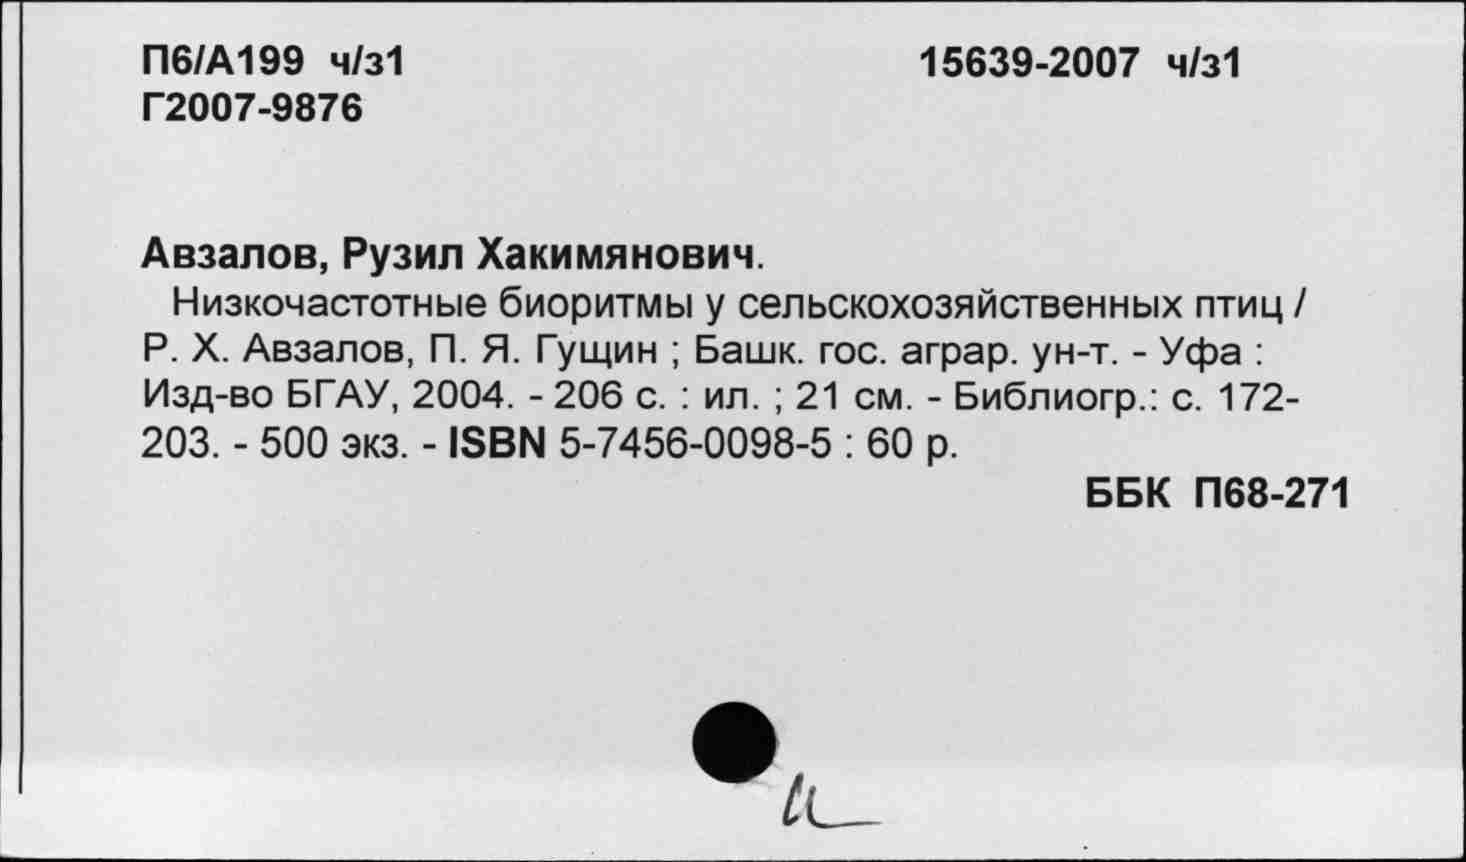 П6/А199 ч/з1 15639-2007 ч/з1
Г2007-9876
Авзалов, Рузил Хакимянович.
Низкочастотные биоритмы у сельскохозяйственных птиц /
Р. Х. Авзалов, П. Я. Гущин ; Башк. гос. аграр. ун-т. - Уфа :
Изд-во БГАУ, 2004. - 206 с. : ил. ; 21 см. - Библиогр.: с. 172-
203. - 500 экз. - ISBN 5-7456-0098-5 : 60 р.
ББК П68-271